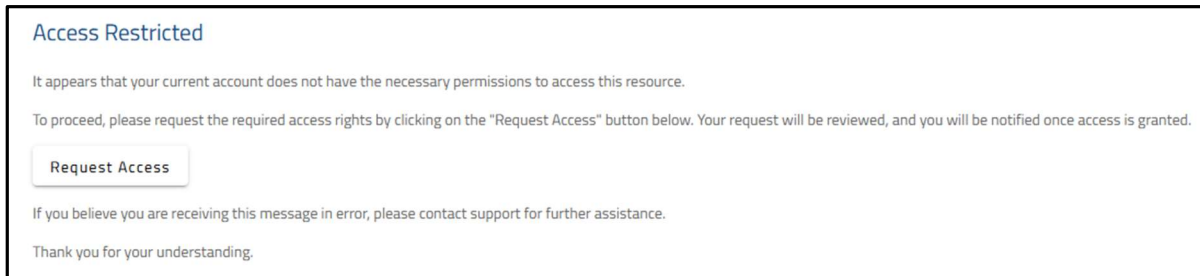 Access Restricted
It appears that your current account does not have the necessary permissions to access this resource.
To proceed, please request the required access rights by clicking on the "Request Access" button below. Your request will be reviewed, and you will be notified once access is granted.
Request Access
If you believe you are receiving this message in error, please contact support for further assistance.
Thank you for your understanding.